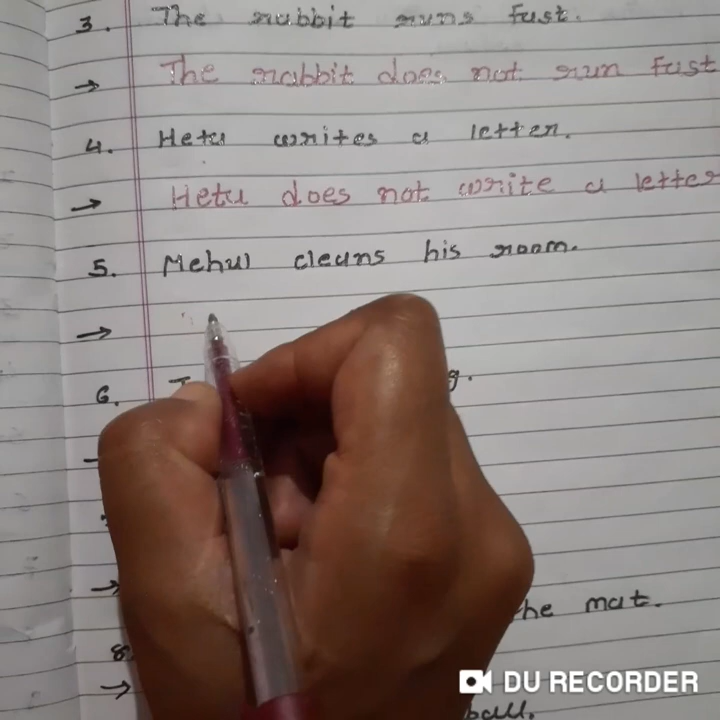 3. The rabbit runs fast.
→ The rabbit does not run fast
4. Hetu writes a letter.
→ Hetu does not write a letter
5. Mehul cleans his room.
→
6.
→
he mat.
8.
→
ball.
DU RECORDER